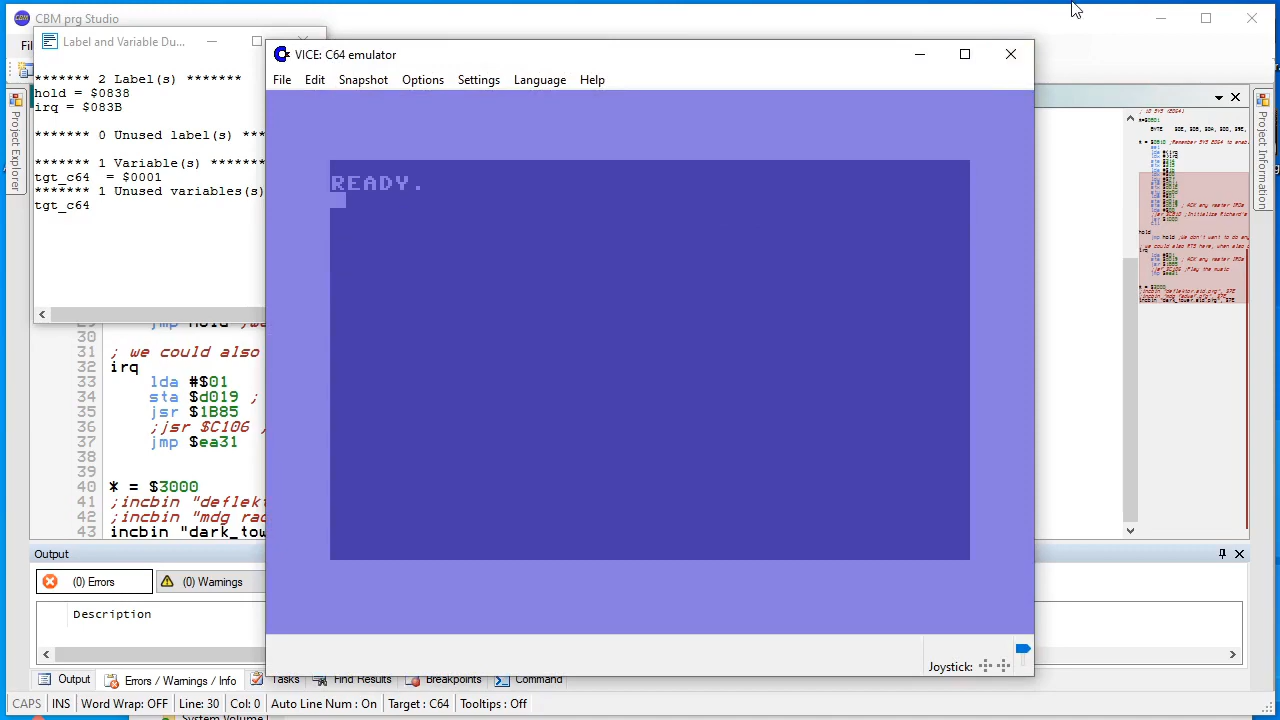 CBM prg Studio
Label and Variable Du...
******* 2 Label(s) *******
hold = $0838
irq = $083B
******* 0 Unused label(s) ***
******* 1 Variable(s) *******
tgt_c64 = $0001
******* 1 Unused variables(s)
tgt_c64
VICE: C64 emulator
File Edit Snapshot Options Settings Language Help
READY.
Joystick:
Project Explorer
Project Information
30
31 ; we could also
32 irq
33 lda #$01
34 sta $d019 ;
35 jsr $1B85
36 ;jsr $C106 ;
37 jmp $ea31
38
39
40 * = $3000
41 ;incbin "deflekt
42 ;incbin "mdg rad
43 incbin "dark_tow
Output
(0) Errors (0) Warnings
Description
Output Errors / Warnings / Info Tasks Find Results Breakpoints Command
CAPS INS Word Wrap: OFF Line: 30 Col: 0 Auto Line Num : On Target : C64 Tooltips : Off
System Volume